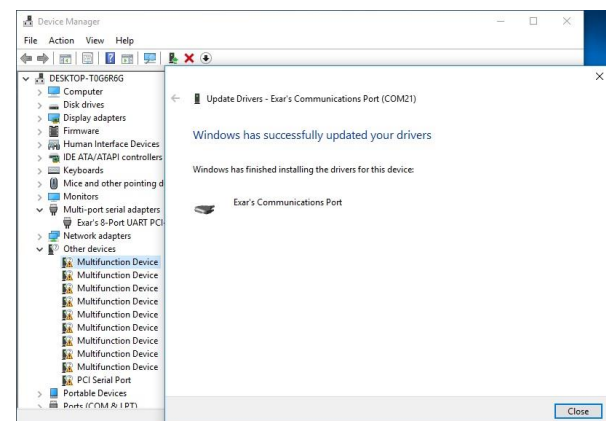 Device Manager
File Action View Help
DESKTOP-T0G6R6G
Computer
Disk drives
Display adapters
Firmware
Human Interface Devices
IDE ATA/ATAPI controllers
Keyboards
Mice and other pointing d
Monitors
Multi-port serial adapters
Exar's 8-Port UART PCI-
Network adapters
Other devices
Multifunction Device
Multifunction Device
Multifunction Device
Multifunction Device
Multifunction Device
Multifunction Device
Multifunction Device
Multifunction Device
Multifunction Device
PCI Serial Port
Portable Devices
Ports (COM & LPT)
Update Drivers - Exar's Communications Port (COM21)
Windows has successfully updated your drivers
Windows has finished installing the drivers for this device:
Exar's Communications Port
Close